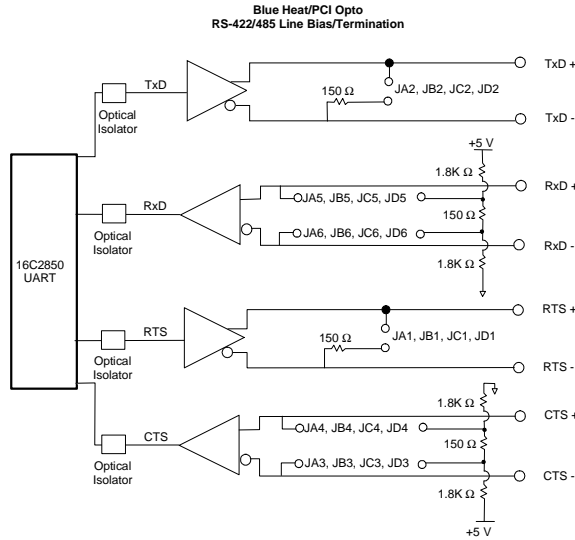 Blue Heat/PCI Opto
RS-422/485 Line Bias/Termination
TxD
Optical
Isolator
150 Ω
JA2, JB2, JC2, JD2
TxD +
TxD -
+5 V
1.8K Ω
RxD
Optical
Isolator
JA5, JB5, JC5, JD5
150 Ω
JA6, JB6, JC6, JD6
RxD +
RxD -
1.8K Ω
16C2850
UART
RTS
Optical
Isolator
150 Ω
JA1, JB1, JC1, JD1
RTS +
RTS -
1.8K Ω
CTS
Optical
Isolator
JA4, JB4, JC4, JD4
150 Ω
JA3, JB3, JC3, JD3
CTS +
CTS -
1.8K Ω
+5 V